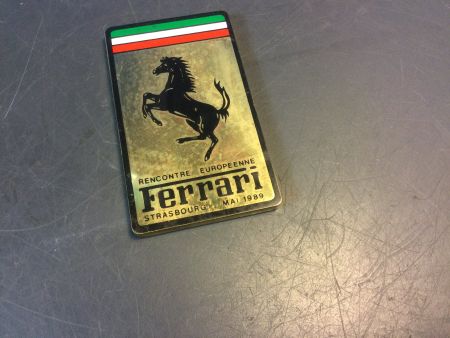 RENCONTRE EUROPEENNE
Ferrari
STRASBOURG MAI 1989